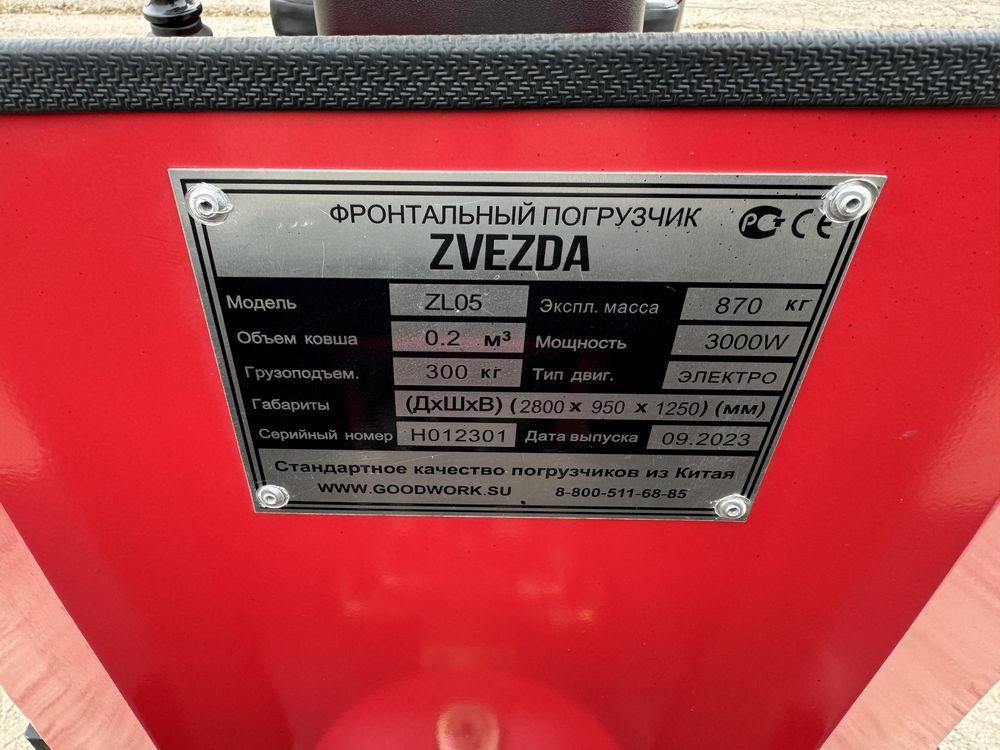 ФРОНТАЛЬНЫЙ ПОГРУЗЧИК
РСТ CE
ZVEZDA
Модель ZL05 Экспл. масса 870 кг
Объем ковша 0.2 м³ Мощность 3000W
Грузоподъем. 300 кг Тип двиг. ЭЛЕКТРО
Габариты (ДхШхВ) (2800 х 950 х 1250) (мм)
Серийный номер H012301 Дата выпуска 09.2023
Стандартное качество погрузчиков из Китая
WWW.GOODWORK.SU 8-800-511-68-85